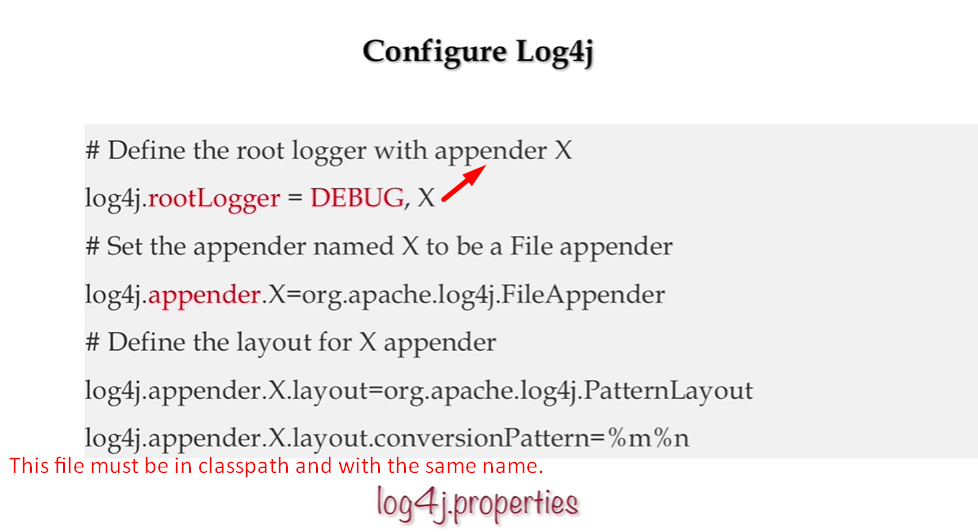 Configure Log4j
# Define the root logger with appender X
log4j.rootLogger = DEBUG, X
# Set the appender named X to be a File appender
log4j.appender.X=org.apache.log4j.FileAppender
# Define the layout for X appender
log4j.appender.X.layout=org.apache.log4j.PatternLayout
log4j.appender.X.layout.conversionPattern=%m%n
This file must be in classpath and with the same name.
log4j.properties